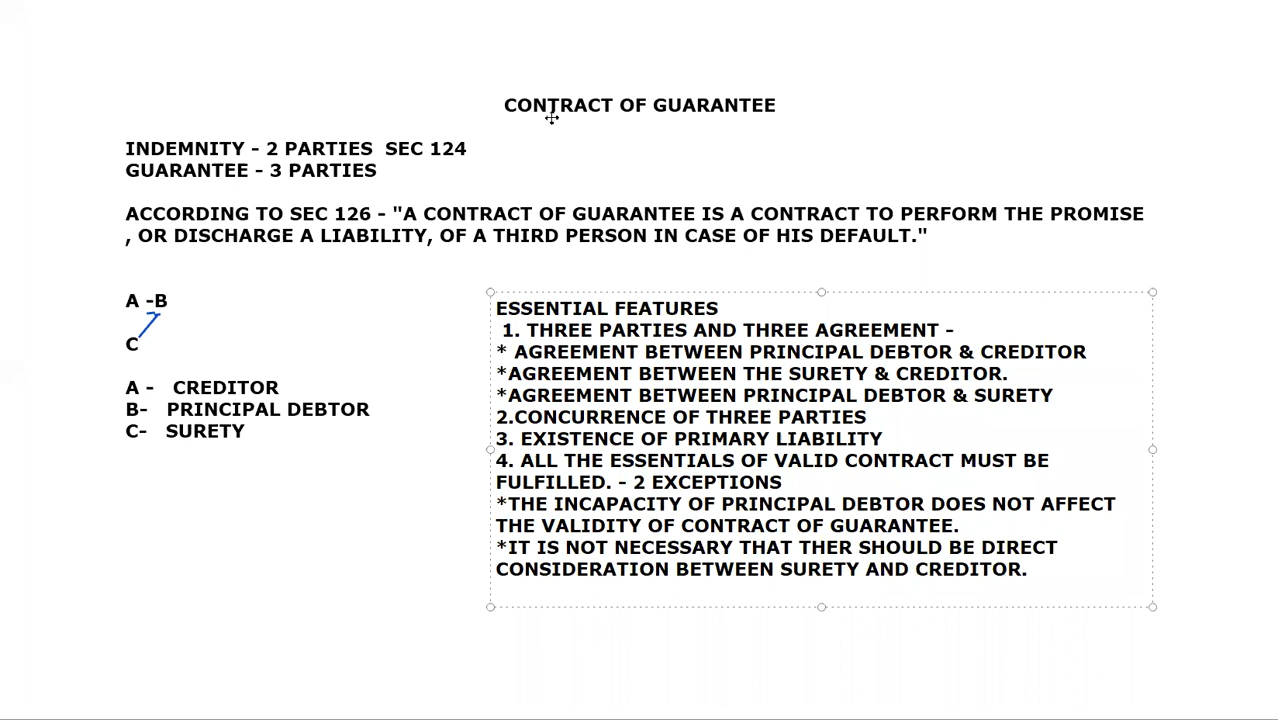 CONTRACT OF GUARANTEE
INDEMNITY - 2 PARTIES  SEC 124
GUARANTEE - 3 PARTIES
ACCORDING TO SEC 126 - "A CONTRACT OF GUARANTEE IS A CONTRACT TO PERFORM THE PROMISE
, OR DISCHARGE A LIABILITY, OF A THIRD PERSON IN CASE OF HIS DEFAULT."
A -B
C
A -   CREDITOR
B-   PRINCIPAL DEBTOR
C-   SURETY
ESSENTIAL FEATURES
1. THREE PARTIES AND THREE AGREEMENT -
* AGREEMENT BETWEEN PRINCIPAL DEBTOR & CREDITOR
*AGREEMENT BETWEEN THE SURETY & CREDITOR.
*AGREEMENT BETWEEN PRINCIPAL DEBTOR & SURETY
2.CONCURRENCE OF THREE PARTIES
3. EXISTENCE OF PRIMARY LIABILITY
4. ALL THE ESSENTIALS OF VALID CONTRACT MUST BE
FULFILLED. - 2 EXCEPTIONS
*THE INCAPACITY OF PRINCIPAL DEBTOR DOES NOT AFFECT
THE VALIDITY OF CONTRACT OF GUARANTEE.
*IT IS NOT NECESSARY THAT THER SHOULD BE DIRECT
CONSIDERATION BETWEEN SURETY AND CREDITOR.